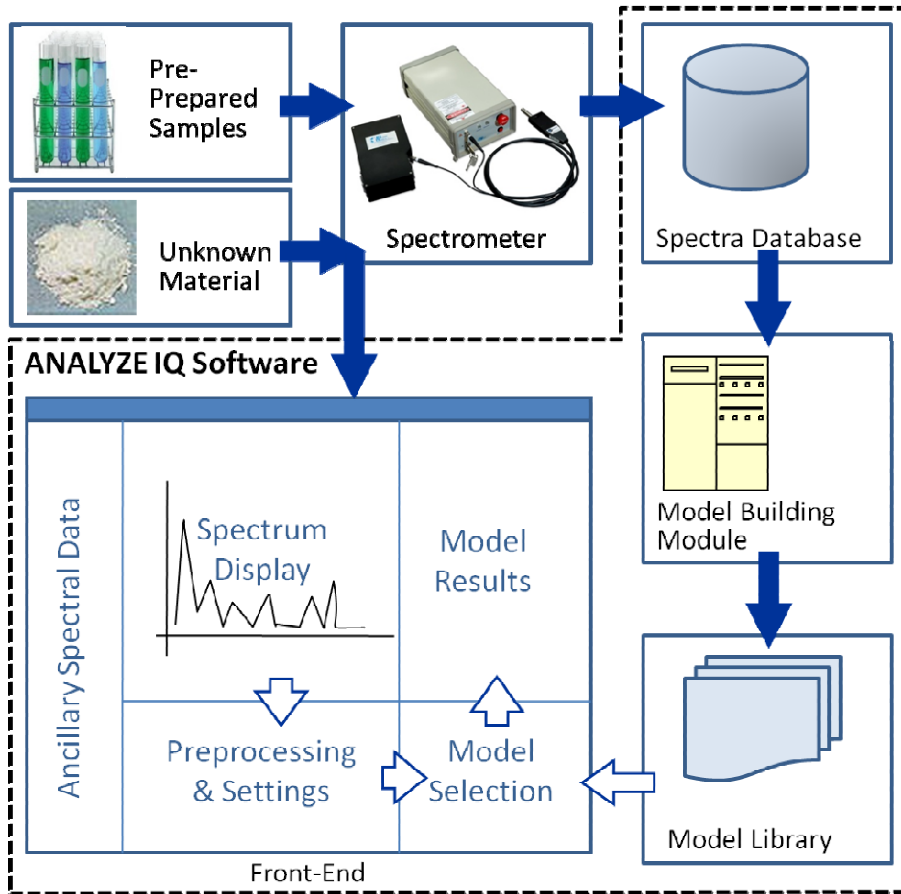 Pre-
Prepared
Samples
Spectrometer
Spectra Database
Unknown
Material
ANALYZE IQ Software
Model Building
Module
Ancillary Spectral Data
Spectrum
Display
Model
Results
Preprocessing
& Settings
Model
Selection
Model Library
Front-End